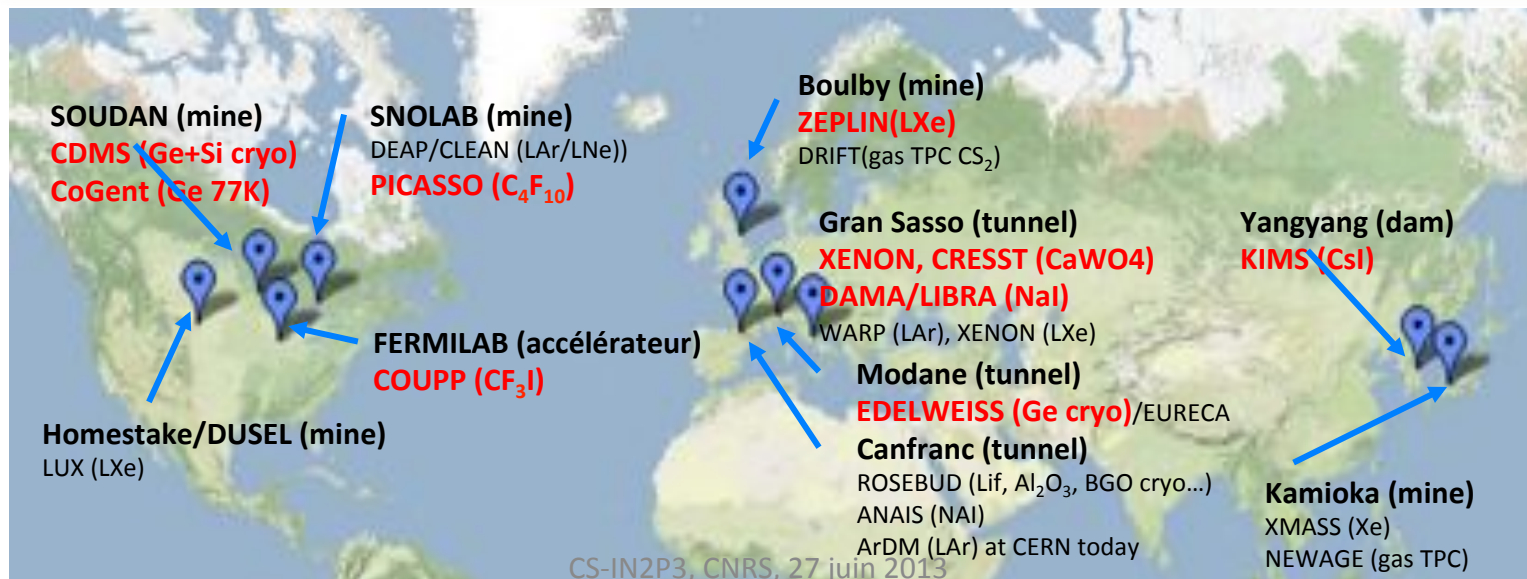 SOUDAN (mine)
CDMS (Ge+Si cryo)
CoGent (Ge 77K)
SNOLAB (mine)
DEAP/CLEAN (LAr/LNe))
PICASSO (C₄F₁₀)
FERMILAB (accélérateur)
COUPP (CF₃I)
Homestake/DUSEL (mine)
LUX (LXe)
Boulby (mine)
ZEPLIN(LXe)
DRIFT(gas TPC CS₂)
Gran Sasso (tunnel)
XENON, CRESST (CaWO4)
DAMA/LIBRA (NaI)
WARP (LAr), XENON (LXe)
Modane (tunnel)
EDELWEISS (Ge cryo)/EURECA
Canfranc (tunnel)
ROSEBUD (Lif, Al₂O₃, BGO cryo…)
ANAIS (NAI)
ArDM (LAr) at CERN today
Yangyang (dam)
KIMS (CsI)
Kamioka (mine)
XMASS (Xe)
NEWAGE (gas TPC)
CS-IN2P3, CNRS, 27 juin 2013